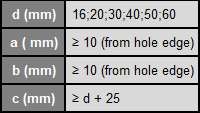 d (mm) 16;20;30;40;50;60
a ( mm) ≥ 10 (from hole edge)
b (mm) ≥ 10 (from hole edge)
c (mm) ≥ d + 25